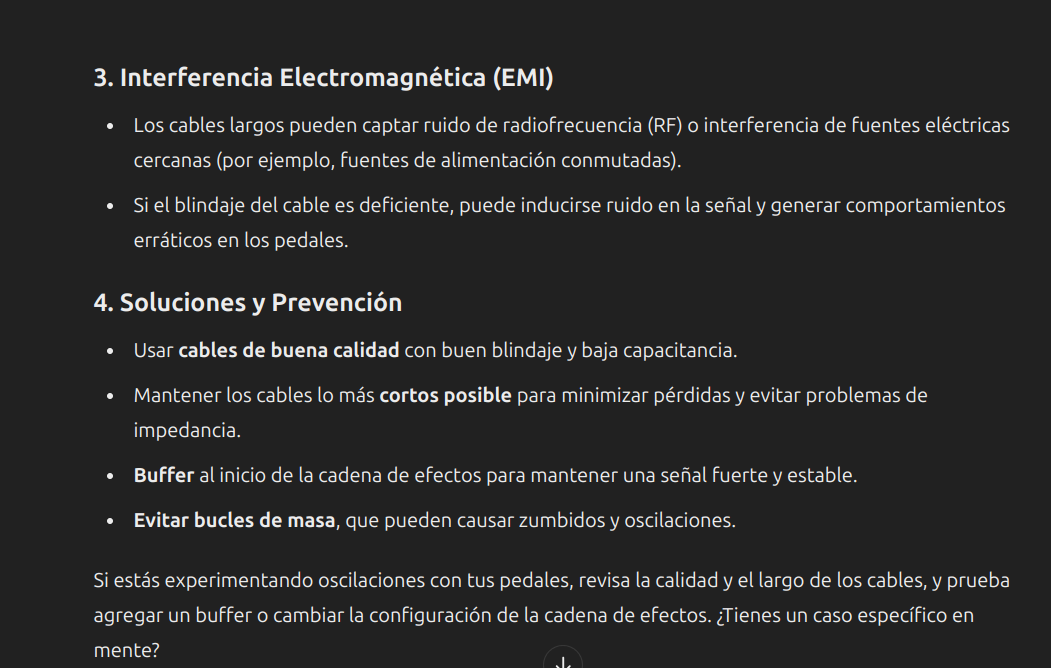 3. Interferencia Electromagnética (EMI)
• Los cables largos pueden captar ruido de radiofrecuencia (RF) o interferencia de fuentes eléctricas
cercanas (por ejemplo, fuentes de alimentación conmutadas).
• Si el blindaje del cable es deficiente, puede inducirse ruido en la señal y generar comportamientos
erráticos en los pedales.
4. Soluciones y Prevención
• Usar cables de buena calidad con buen blindaje y baja capacitancia.
• Mantener los cables lo más cortos posible para minimizar pérdidas y evitar problemas de
impedancia.
• Buffer al inicio de la cadena de efectos para mantener una señal fuerte y estable.
• Evitar bucles de masa, que pueden causar zumbidos y oscilaciones.
Si estás experimentando oscilaciones con tus pedales, revisa la calidad y el largo de los cables, y prueba
agregar un buffer o cambiar la configuración de la cadena de efectos. ¿Tienes un caso específico en
mente?